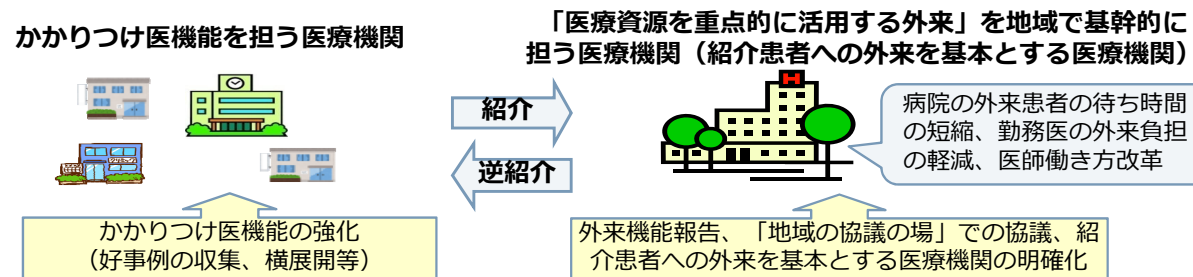 かかりつけ医機能を担う医療機関
「医療資源を重点的に活用する外来」を地域で基幹的に
担う医療機関（紹介患者への外来を基本とする医療機関）
紹介
逆紹介
H
病院の外来患者の待ち時間
の短縮、勤務医の外来負担
の軽減、医師働き方改革
かかりつけ医機能の強化
（好事例の収集、横展開等）
外来機能報告、「地域の協議の場」での協議、紹
介患者への外来を基本とする医療機関の明確化